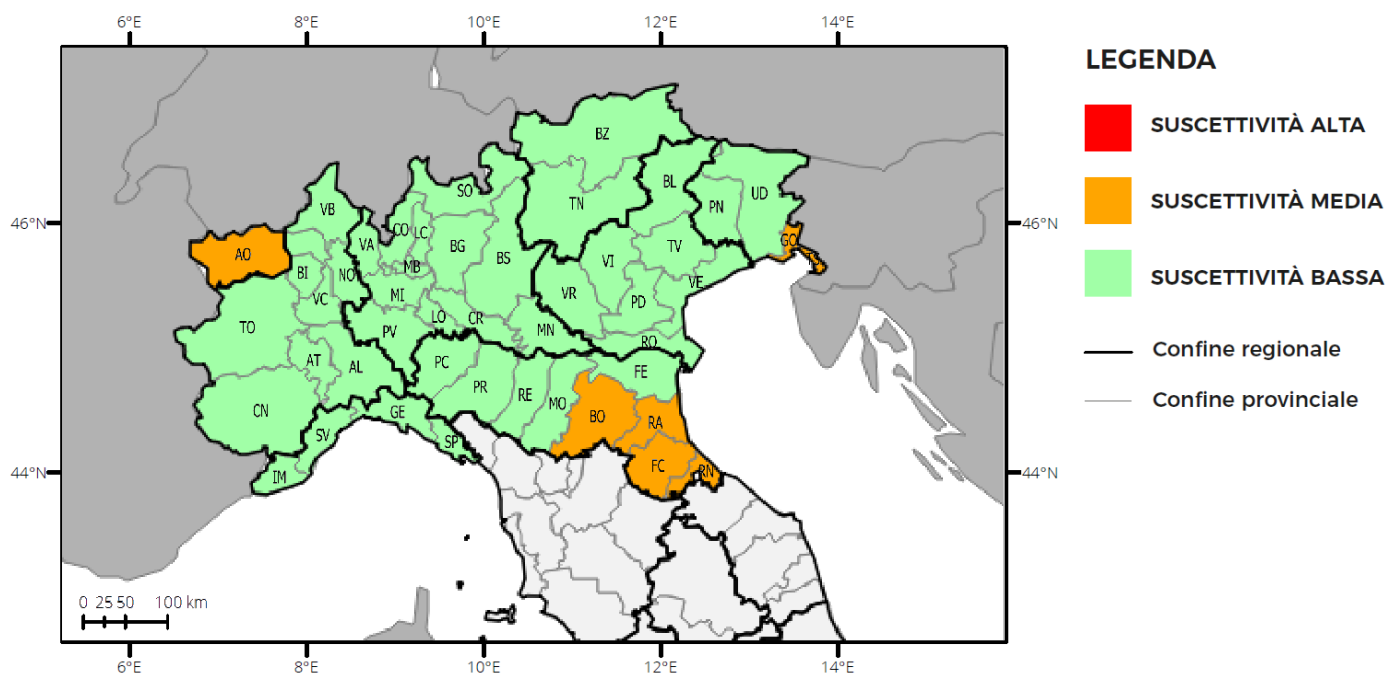 6°E 8°E 10°E 12°E 14°E
LEGENDA
SUSCETTIVITÀ ALTA
SUSCETTIVITÀ MEDIA
SUSCETTIVITÀ BASSA
Confine regionale
Confine provinciale
BZ
BL
SO
UD
TN
PN
VB
46°N 46°N
CO LC
VA
GO
BG
TV
AO
BS
VI
MB
BI
NO
VE
VR
MI
VC
PD
LO
CR
TO
PV
MN
RO
AT
AL
PC
FE
PR
RE
MO
CN
GE
BO
RA
SV
SP
FC
RN
44°N 44°N
IM
0 25 50 100 km
6°E 8°E 10°E 12°E 14°E